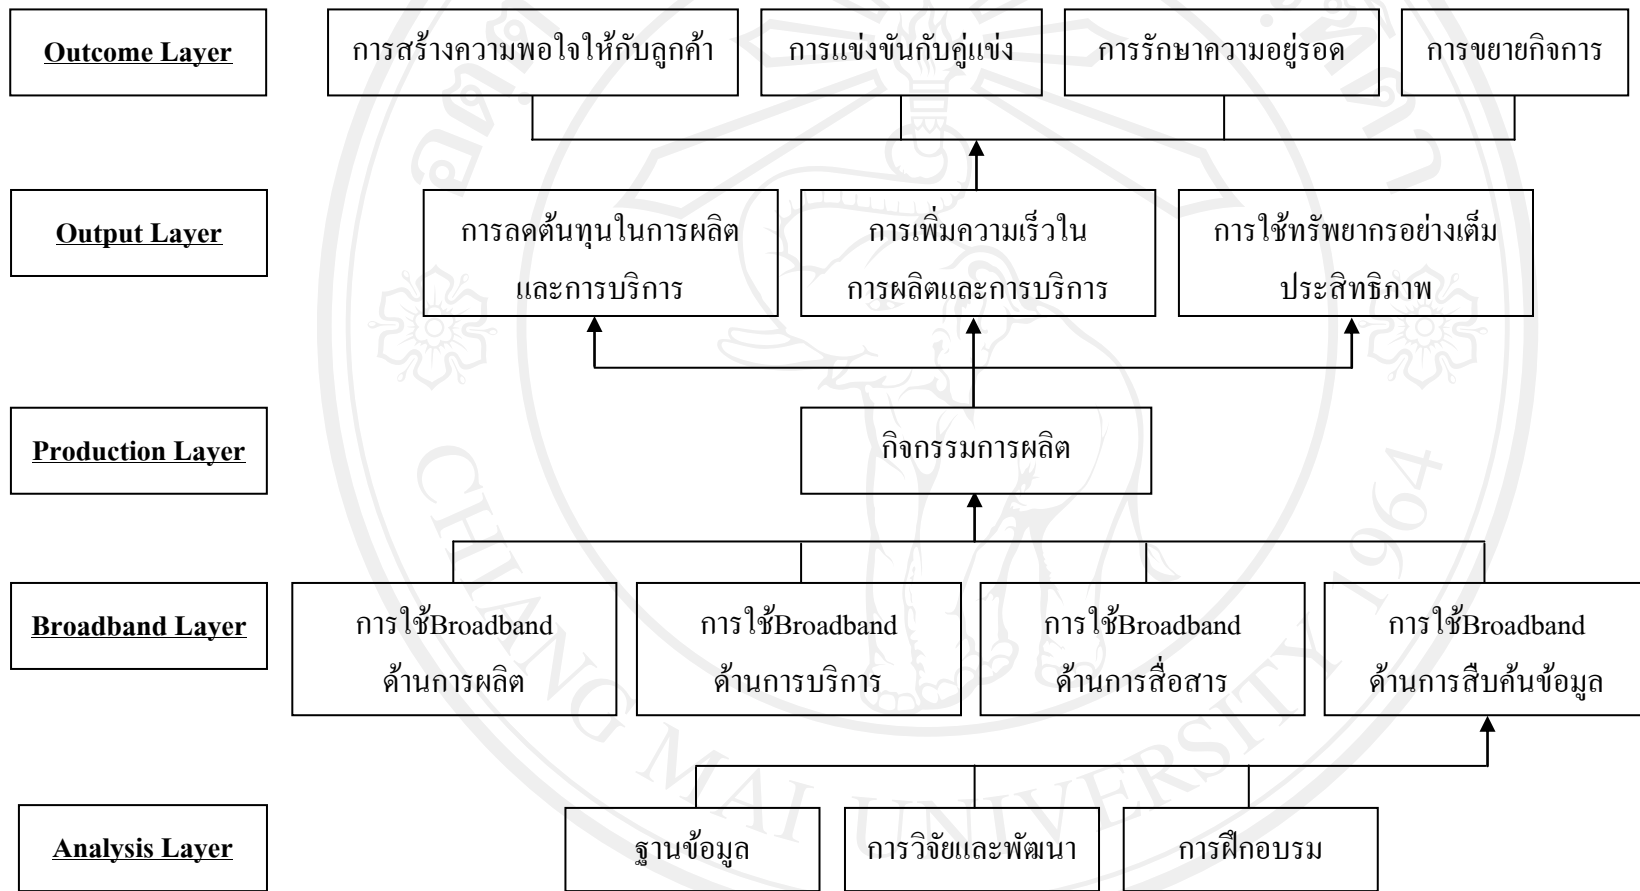 Outcome Layer
การสร้างความพอใจให้กับลูกค้า
การแข่งขันกับคู่แข่ง
การรักษาความอยู่รอด
การขยายกิจการ
Output Layer
การลดต้นทุนในการผลิต
และการบริการ
การเพิ่มความเร็วใน
การผลิตและการบริการ
การใช้ทรัพยากรอย่างเต็ม
ประสิทธิภาพ
Production Layer
กิจกรรมการผลิต
Broadband Layer
การใช้Broadband
ด้านการผลิต
การใช้Broadband
ด้านการบริการ
การใช้Broadband
ด้านการสื่อสาร
การใช้Broadband
ด้านการสืบค้นข้อมูล
Analysis Layer
ฐานข้อมูล
การวิจัยและพัฒนา
การฝึกอบรม
CHIANG MAI UNIVERSITY 1964